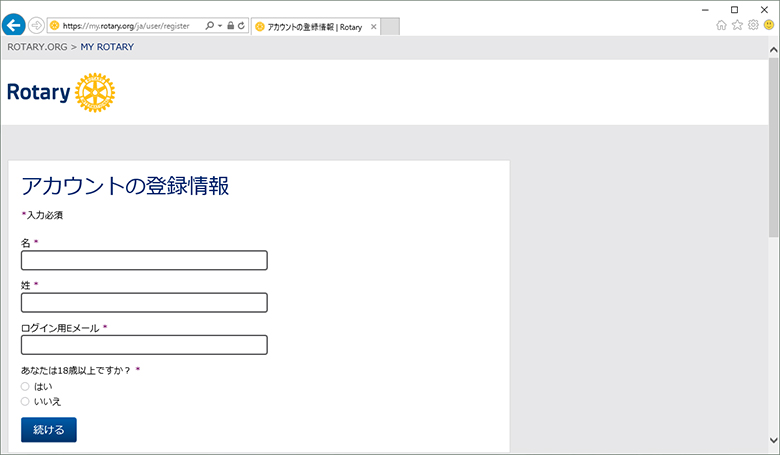 https://my.rotary.org/ja/user/register
アカウントの登録情報 | Rotary
ROTARY.ORG > MY ROTARY
Rotary
アカウントの登録情報
*入力必須
名 *
姓 *
ログイン用Eメール *
あなたは18歳以上ですか？ *
はい
いいえ
続ける